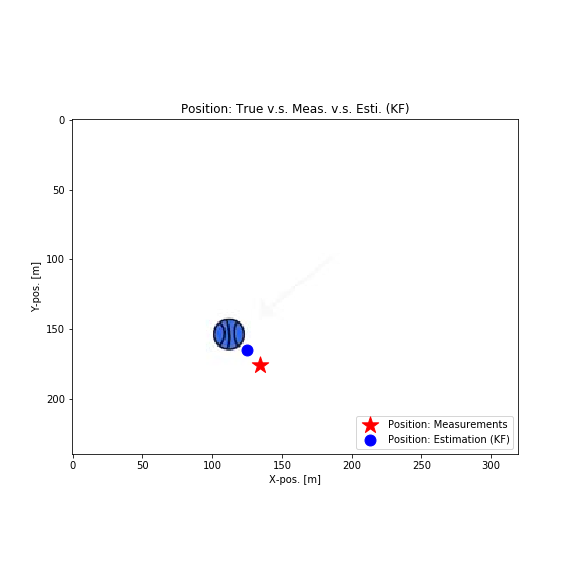 Position: True v.s. Meas. v.s. Esti. (KF)
0
50
100
150
200
Y-pos. [m]
0 50 100 150 200 250 300
X-pos. [m]
Position: Measurements
Position: Estimation (KF)